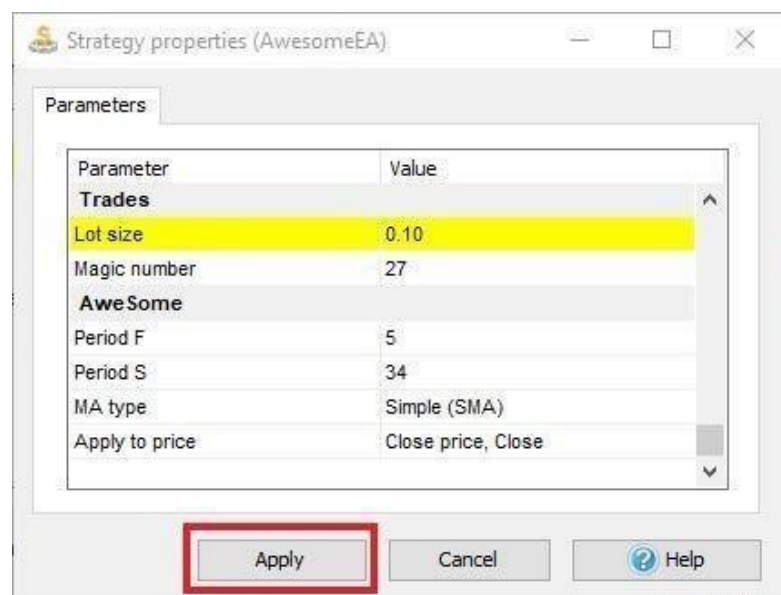 Strategy properties (AwesomeEA)
Parameters
Parameter Value
Trades
Lot size 0.10
Magic number 27
AweSome
Period F 5
Period S 34
MA type Simple (SMA)
Apply to price Close price, Close
Apply Cancel Help